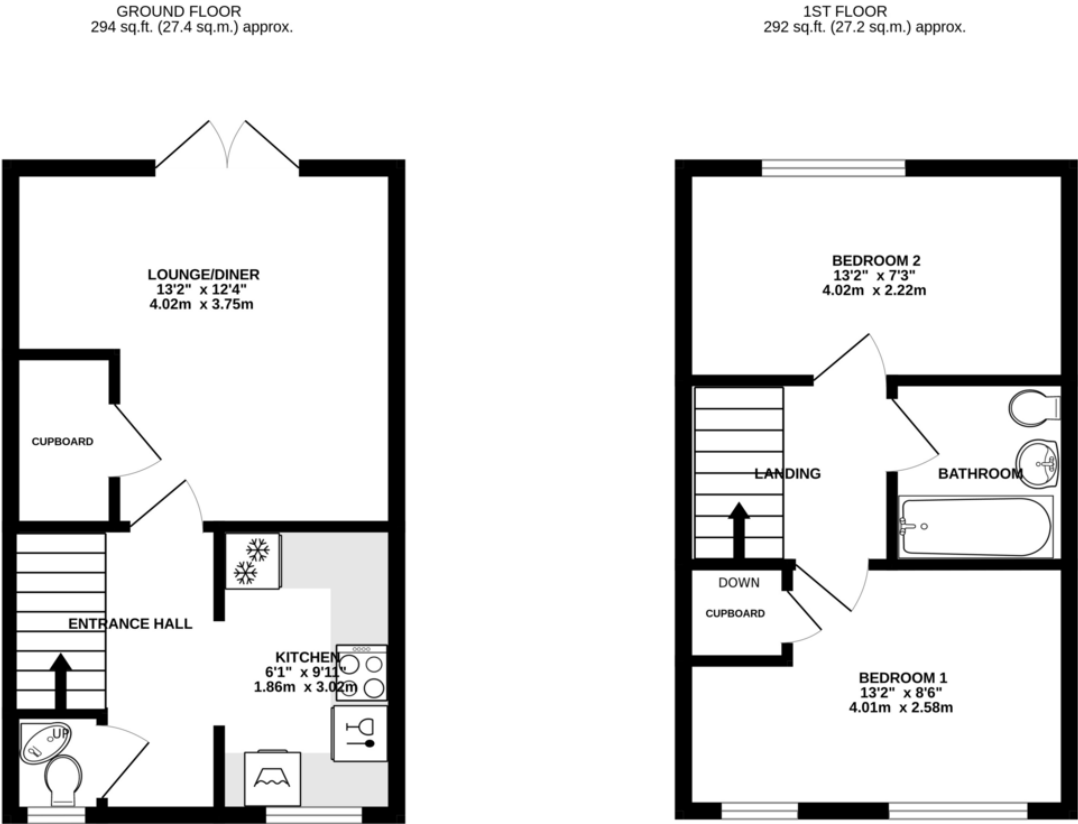 GROUND FLOOR
294 sq.ft. (27.4 sq.m.) approx.
LOUNGE/DINER
13'2" x 12'4"
4.02m x 3.75m
CUPBOARD
ENTRANCE HALL
KITCHEN
6'1" x 9'11"
1.86m x 3.02m
UP
1ST FLOOR
292 sq.ft. (27.2 sq.m.) approx.
BEDROOM 2
13'2" x 7'3"
4.02m x 2.22m
LANDING
BATHROOM
DOWN
CUPBOARD
BEDROOM 1
13'2" x 8'6"
4.01m x 2.58m